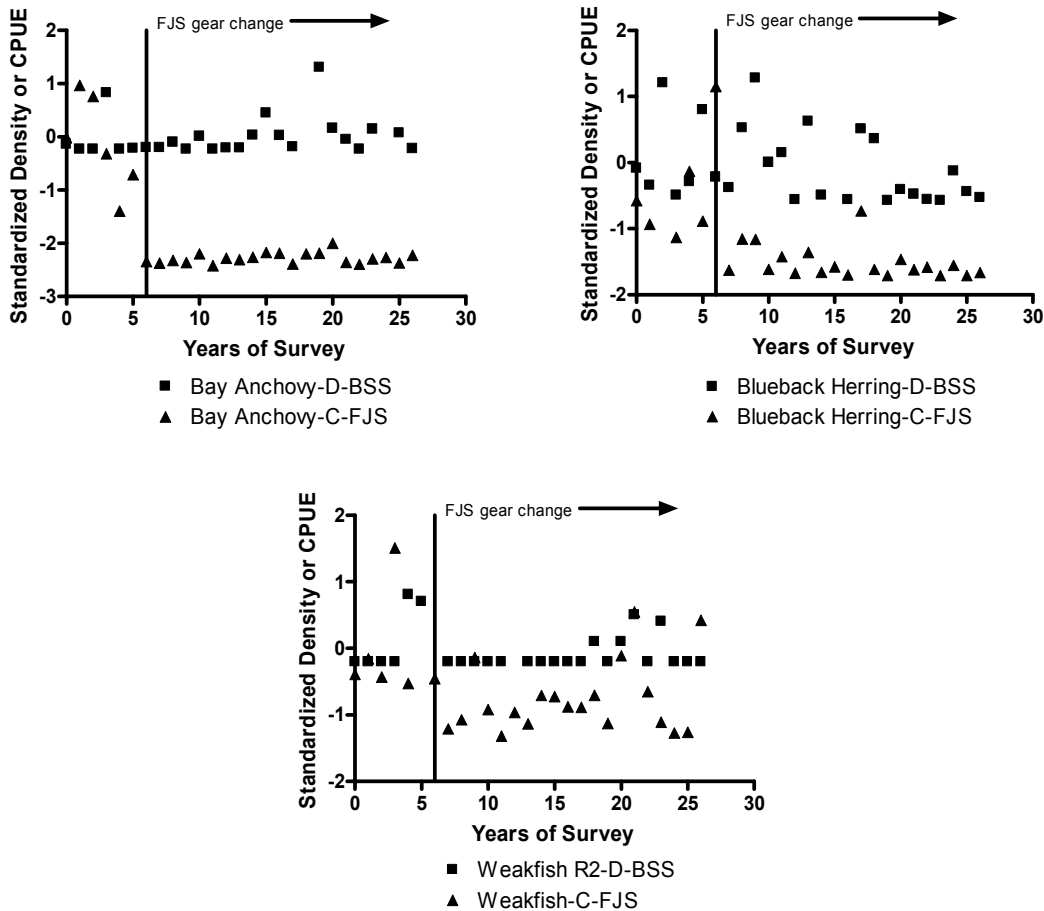 FJS gear change
Standardized Density or CPUE
2
1
0
-1
-2
-3
0 5 10 15 20 25 30
Years of Survey
Bay Anchovy-D-BSS
Bay Anchovy-C-FJS
FJS gear change
Standardized Density or CPUE
2
1
0
-1
-2
0 5 10 15 20 25 30
Years of Survey
Blueback Herring-D-BSS
Blueback Herring-C-FJS
FJS gear change
Standardized Density or CPUE
2
1
0
-1
-2
0 5 10 15 20 25 30
Years of Survey
Weakfish R2-D-BSS
Weakfish-C-FJS